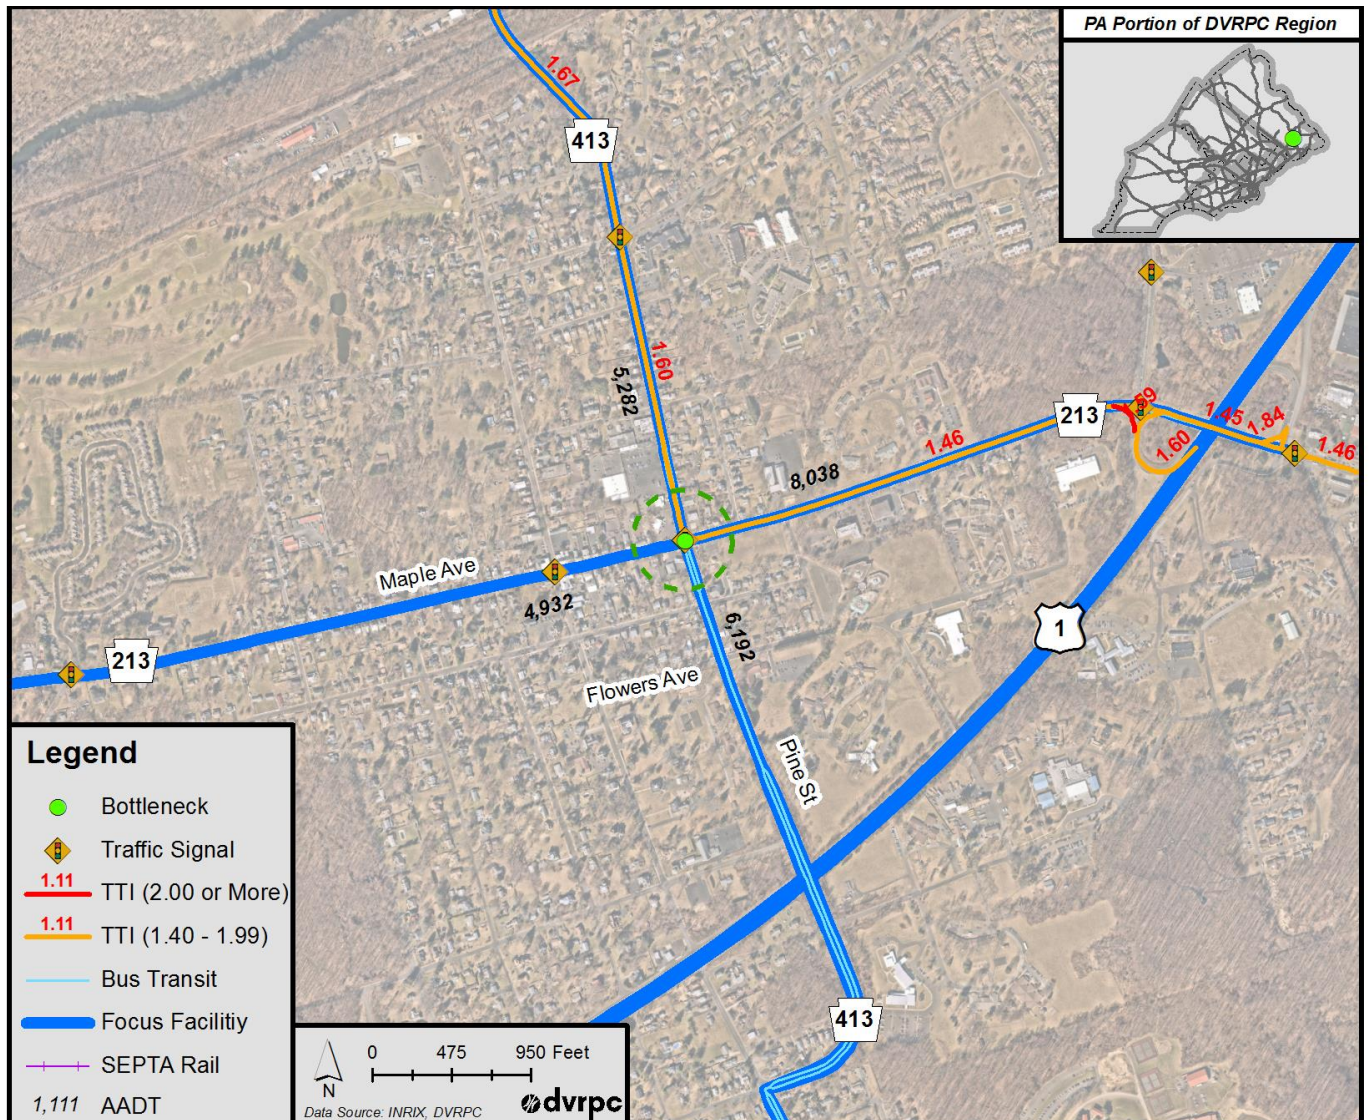 PA Portion of DVRPC Region
1.67
413
1.60
5,282
213
1.45
1.84
1.46
1.60
1.46
8,038
Maple Ave
4,932
6,192
1
213
Flowers Ave
Pine St
413
Legend
Bottleneck
Traffic Signal
1.11
TTI (2.00 or More)
1.11
TTI (1.40 - 1.99)
Bus Transit
Focus Facilitiy
SEPTA Rail
1,111 AADT
0 475 950 Feet
N
Data Source: INRIX, DVRPC
dvrpc